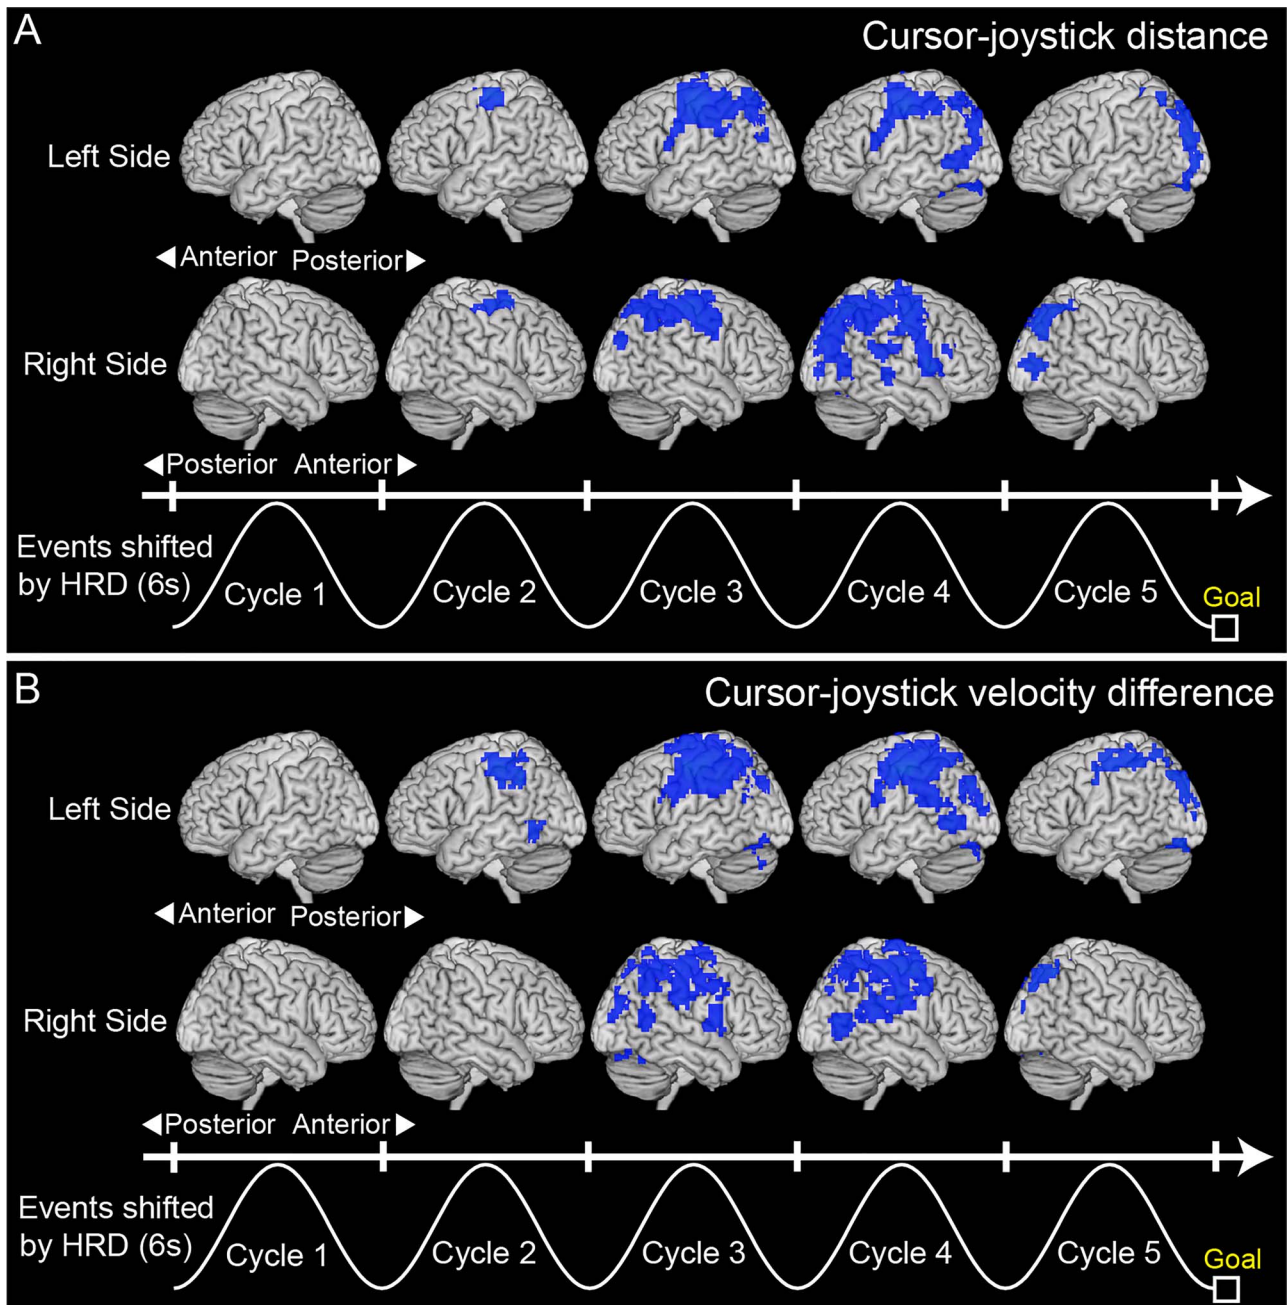 A
Cursor-joystick distance
Left Side
Anterior Posterior
Right Side
Posterior Anterior
Events shifted
by HRD (6s)
Cycle 1 Cycle 2 Cycle 3 Cycle 4 Cycle 5
Goal
B
Cursor-joystick velocity difference
Left Side
Anterior Posterior
Right Side
Posterior Anterior
Events shifted
by HRD (6s)
Cycle 1 Cycle 2 Cycle 3 Cycle 4 Cycle 5
Goal